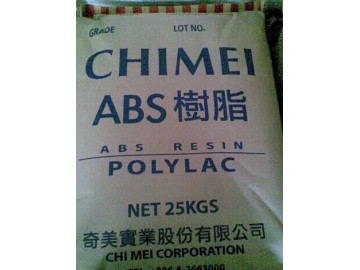 GRADE LOT NO.
CHIMEI
ABS 樹脂
ABS RESIN
POLYLAC
NET 25KGS
奇美實業股份有限公司
CHI MEI CORPORATION